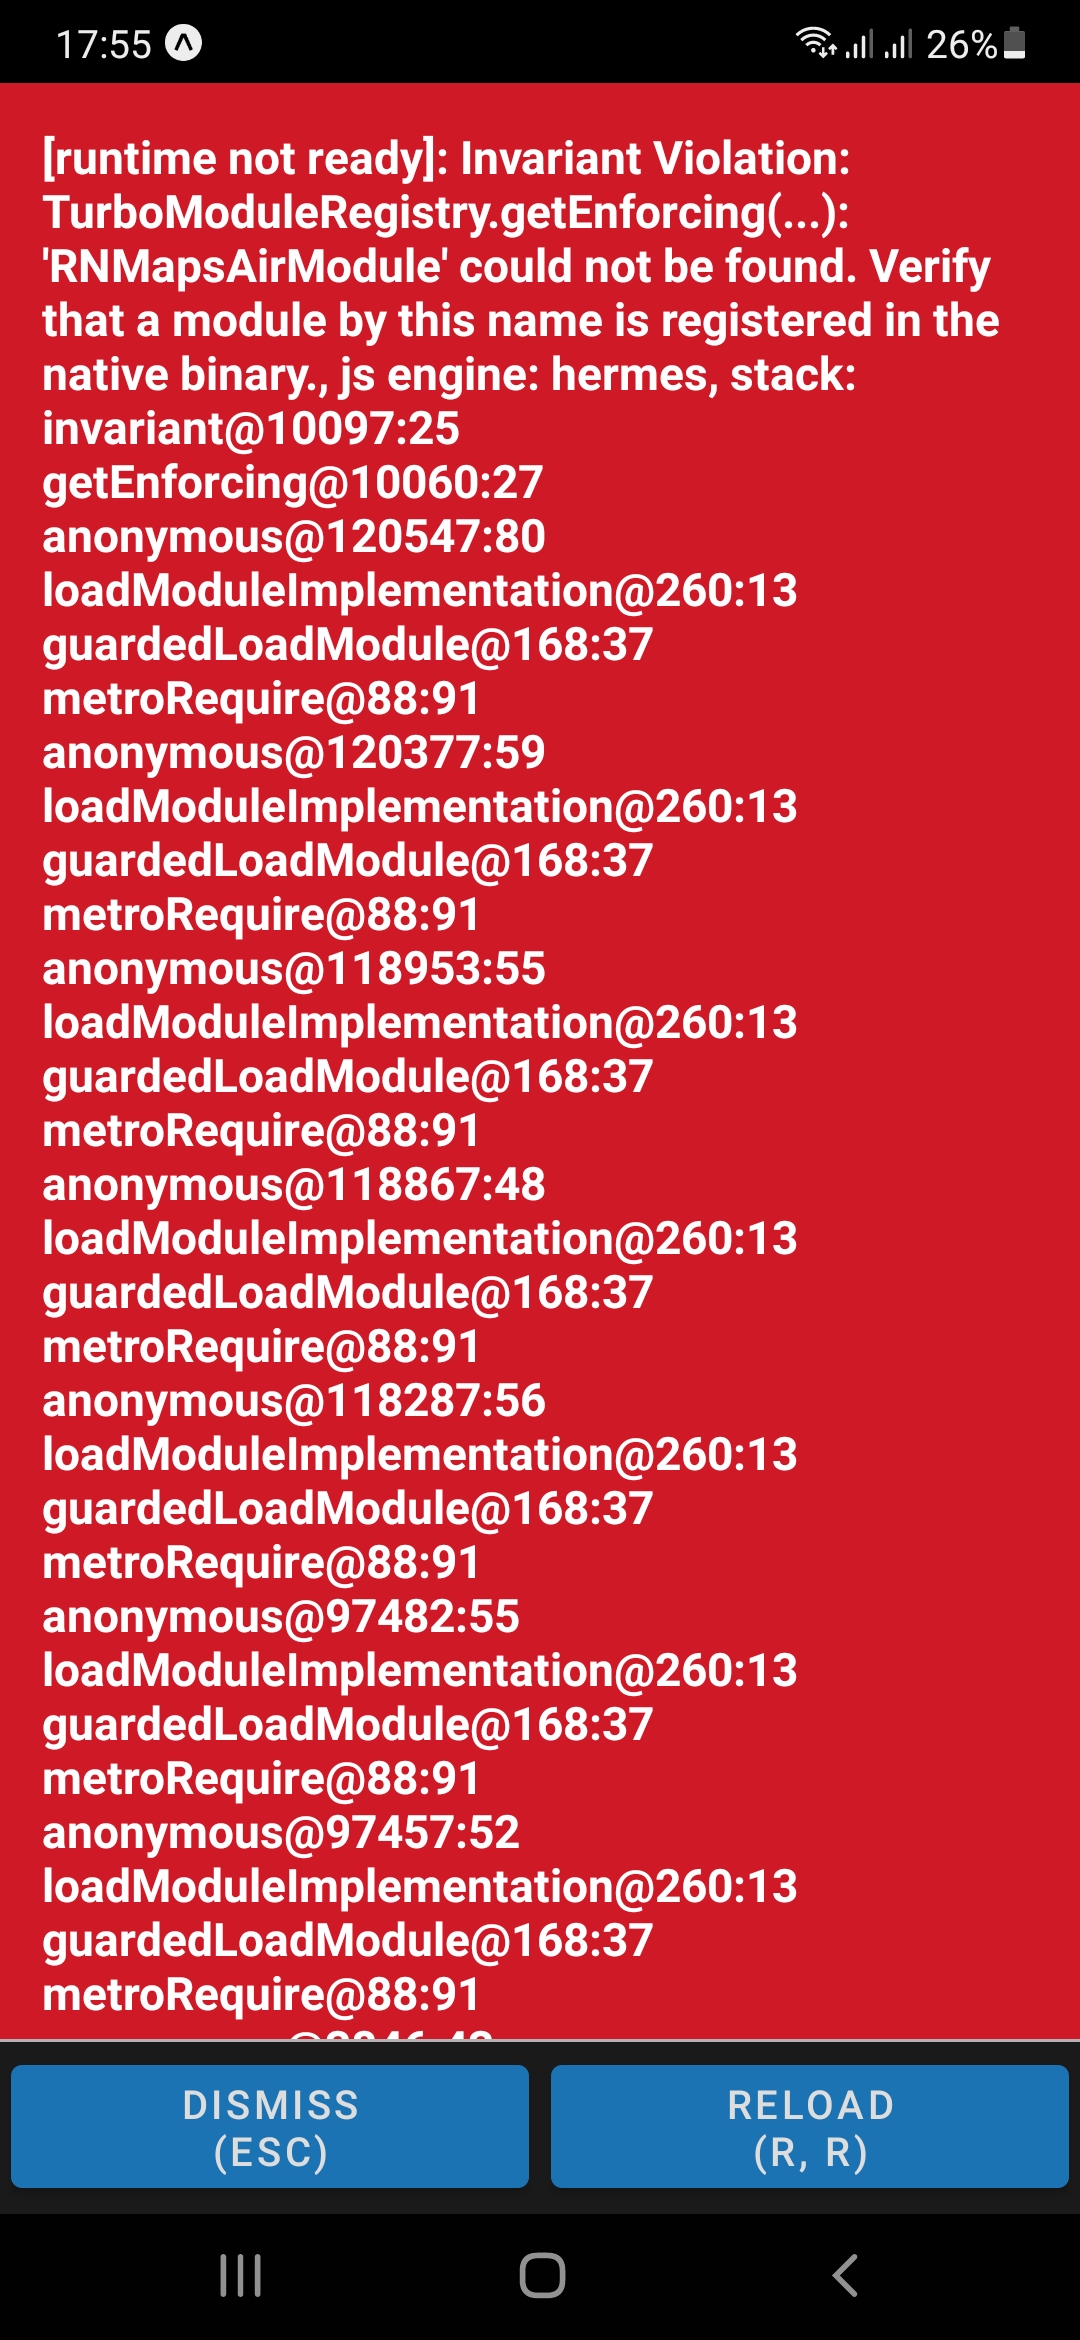 17:55
26%
[runtime not ready]: Invariant Violation:
TurboModuleRegistry.getEnforcing(...):
'RNMapsAirModule' could not be found. Verify
that a module by this name is registered in the
native binary., js engine: hermes, stack:
invariant@10097:25
getEnforcing@10060:27
anonymous@120547:80
loadModuleImplementation@260:13
guardedLoadModule@168:37
metroRequire@88:91
anonymous@120377:59
loadModuleImplementation@260:13
guardedLoadModule@168:37
metroRequire@88:91
anonymous@118953:55
loadModuleImplementation@260:13
guardedLoadModule@168:37
metroRequire@88:91
anonymous@118867:48
loadModuleImplementation@260:13
guardedLoadModule@168:37
metroRequire@88:91
anonymous@118287:56
loadModuleImplementation@260:13
guardedLoadModule@168:37
metroRequire@88:91
anonymous@97482:55
loadModuleImplementation@260:13
guardedLoadModule@168:37
metroRequire@88:91
anonymous@97457:52
loadModuleImplementation@260:13
guardedLoadModule@168:37
metroRequire@88:91
DISMISS
(ESC)
RELOAD
(R, R)